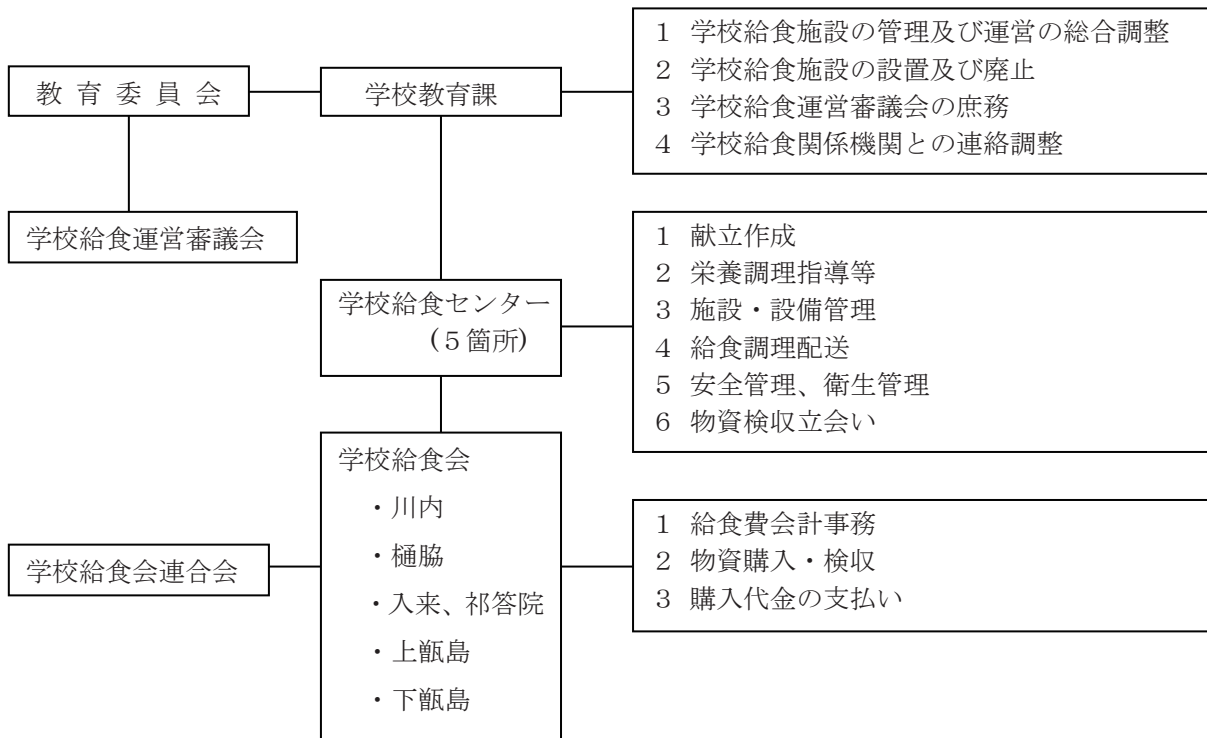 教育委員会
学校教育課
1 学校給食施設の管理及び運営の総合調整
2 学校給食施設の設置及び廃止
3 学校給食運営審議会の庶務
4 学校給食関係機関との連絡調整
学校給食運営審議会
学校給食センター
(5箇所)
1 献立作成
2 栄養調理指導等
3 施設・設備管理
4 給食調理配送
5 安全管理、衛生管理
6 物資検収立会い
学校給食会
・川内
・樋脇
・入来、祁答院
・上甑島
・下甑島
学校給食会連合会
1 給食費会計事務
2 物資購入・検収
3 購入代金の支払い